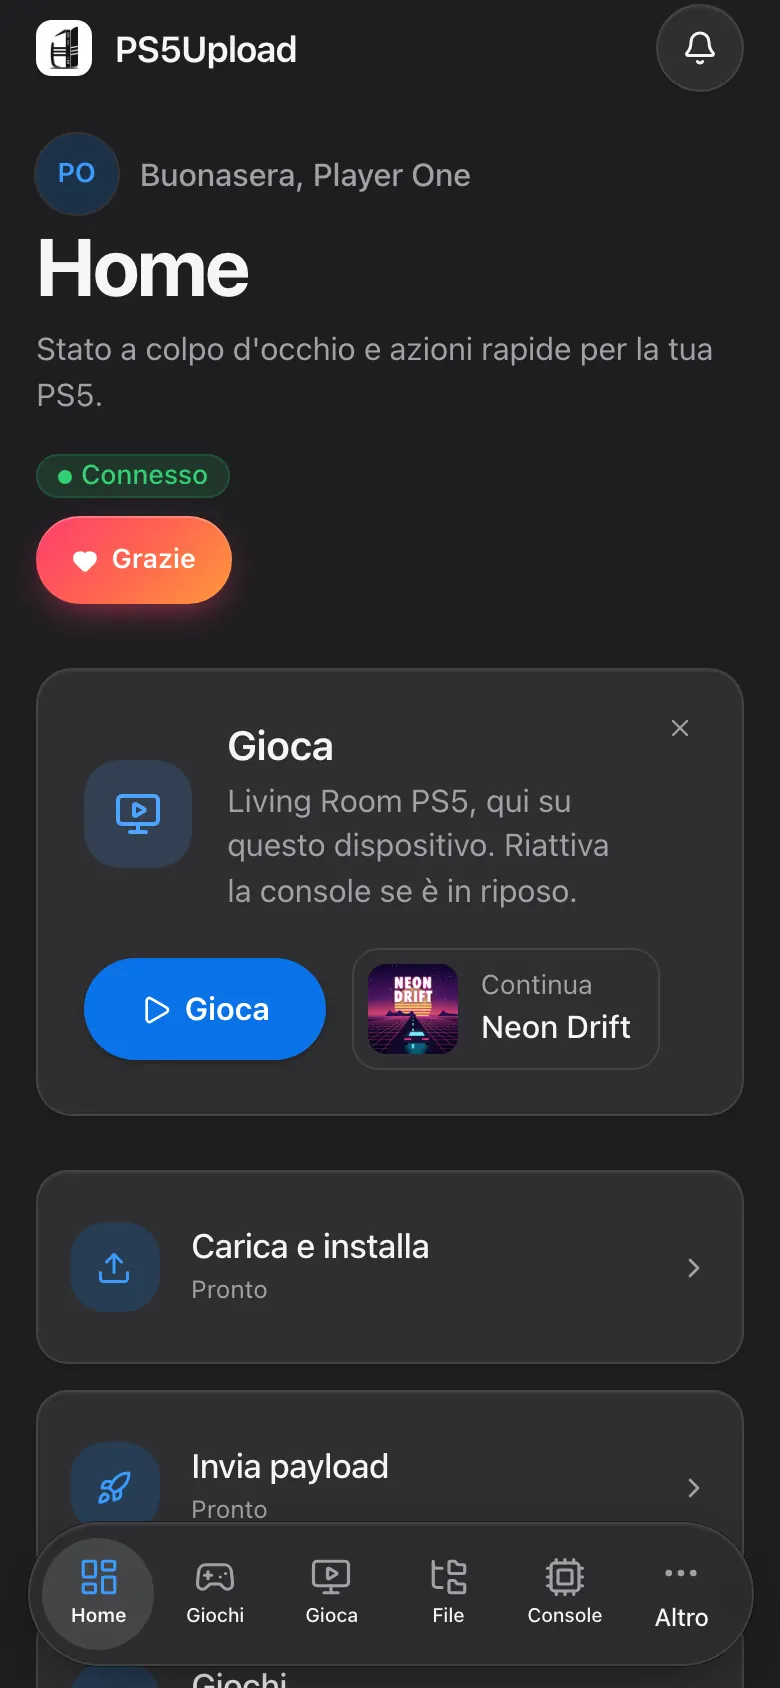 PS5Upload
PO
Buonasera, Player One
Home
Stato a colpo d'occhio e azioni rapide per la tua
PS5.
Connesso
Grazie
Gioca
Living Room PS5, qui su
questo dispositivo. Riattiva
la console se è in riposo.
Gioca
NEON
DRIFT
Continua
Neon Drift
Carica e installa
Pronto
Invia payload
Pronto
Home
Giochi
Gioca
File
Console
Altro
Giochi